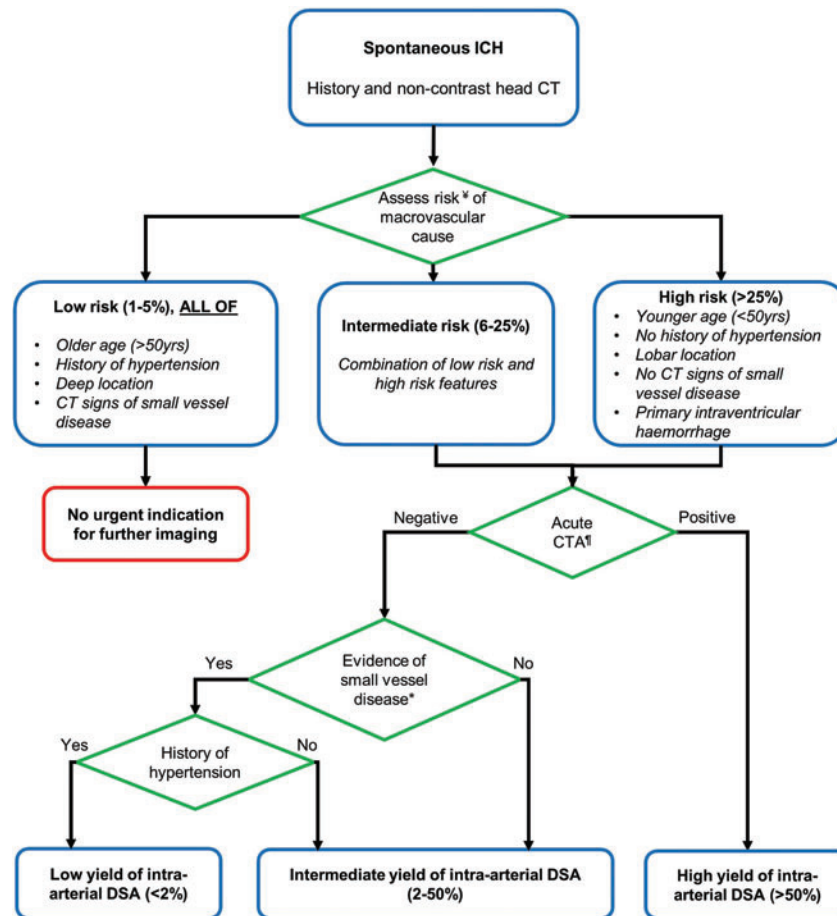 Spontaneous ICH
History and non-contrast head CT
Assess risk¥ of
macrovascular
cause
Low risk (1-5%), ALL OF
• Older age (>50yrs)
• History of hypertension
• Deep location
• CT signs of small vessel
disease
Intermediate risk (6-25%)
Combination of low risk and
high risk features
High risk (>25%)
• Younger age (<50yrs)
• No history of hypertension
• Lobar location
• No CT signs of small
vessel disease
• Primary intraventricular
haemorrhage
No urgent indication
for further imaging
Negative
Acute
CTA¶
Positive
Yes
Evidence of
small vessel
disease*
No
Yes
History of
hypertension
No
Low yield of intra-
arterial DSA (<2%)
Intermediate yield of intra-arterial DSA
(2-50%)
High yield of intra-
arterial DSA (>50%)